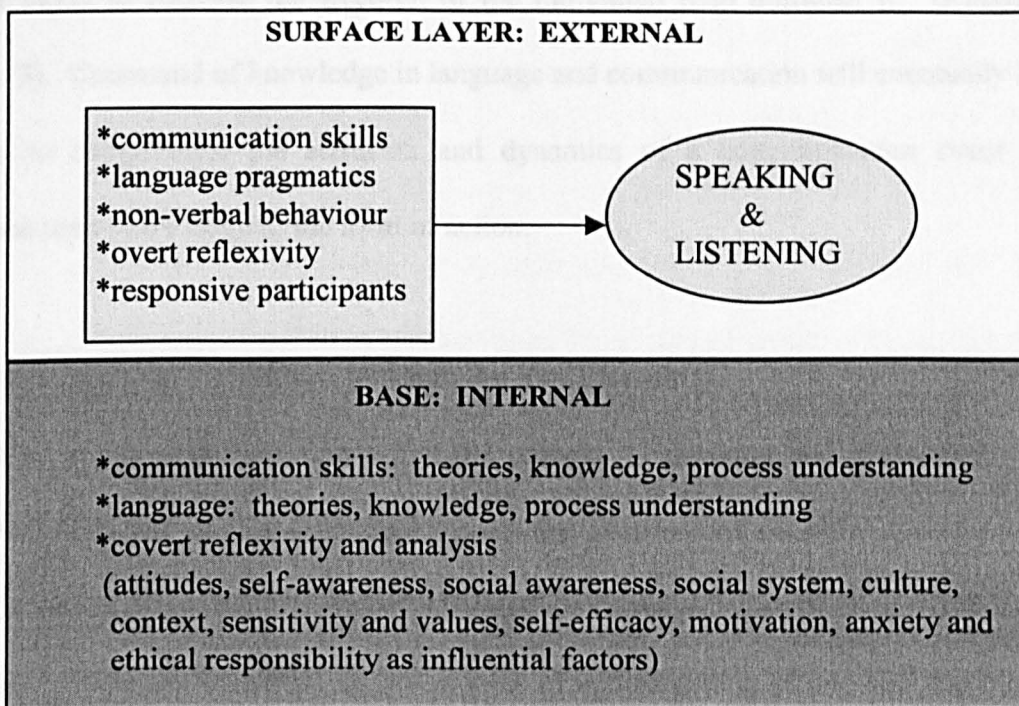 SURFACE LAYER: EXTERNAL
*communication skills
*language pragmatics
*non-verbal behaviour
*overt reflexivity
*responsive participants
SPEAKING
&
LISTENING
BASE: INTERNAL
*communication skills: theories, knowledge, process understanding
*language: theories, knowledge, process understanding
*covert reflexivity and analysis
(attitudes, self-awareness, social awareness, social system, culture,
context, sensitivity and values, self-efficacy, motivation, anxiety and
ethical responsibility as influential factors)